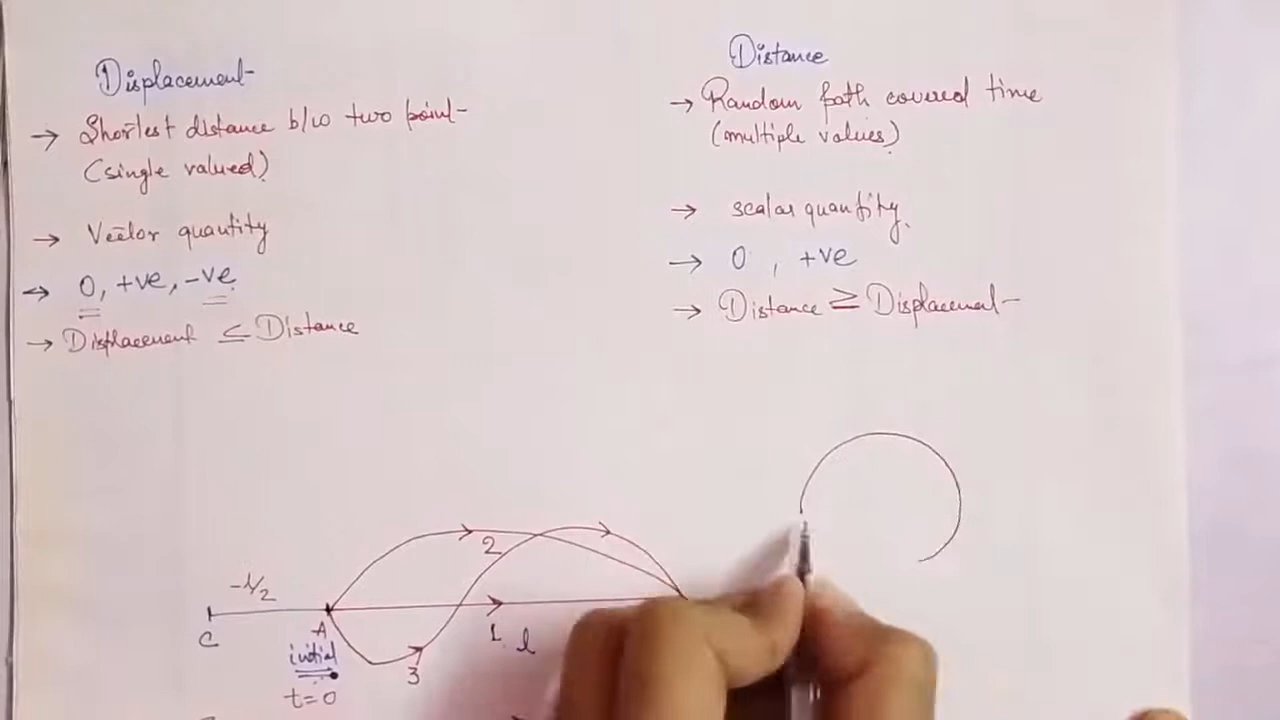 Displacement
→ Shortest distance b/w two point
(single valued)
→ Vector quantity
→ 0, +ve, -ve
→ Displacement ≤ Distance
Distance
→ Random path covered time
(multiple values)
→ scalar quantity
→ 0, +ve
→ Distance ≥ Displacement
-l/2
C
A
initial
t=0
2
1
l
3